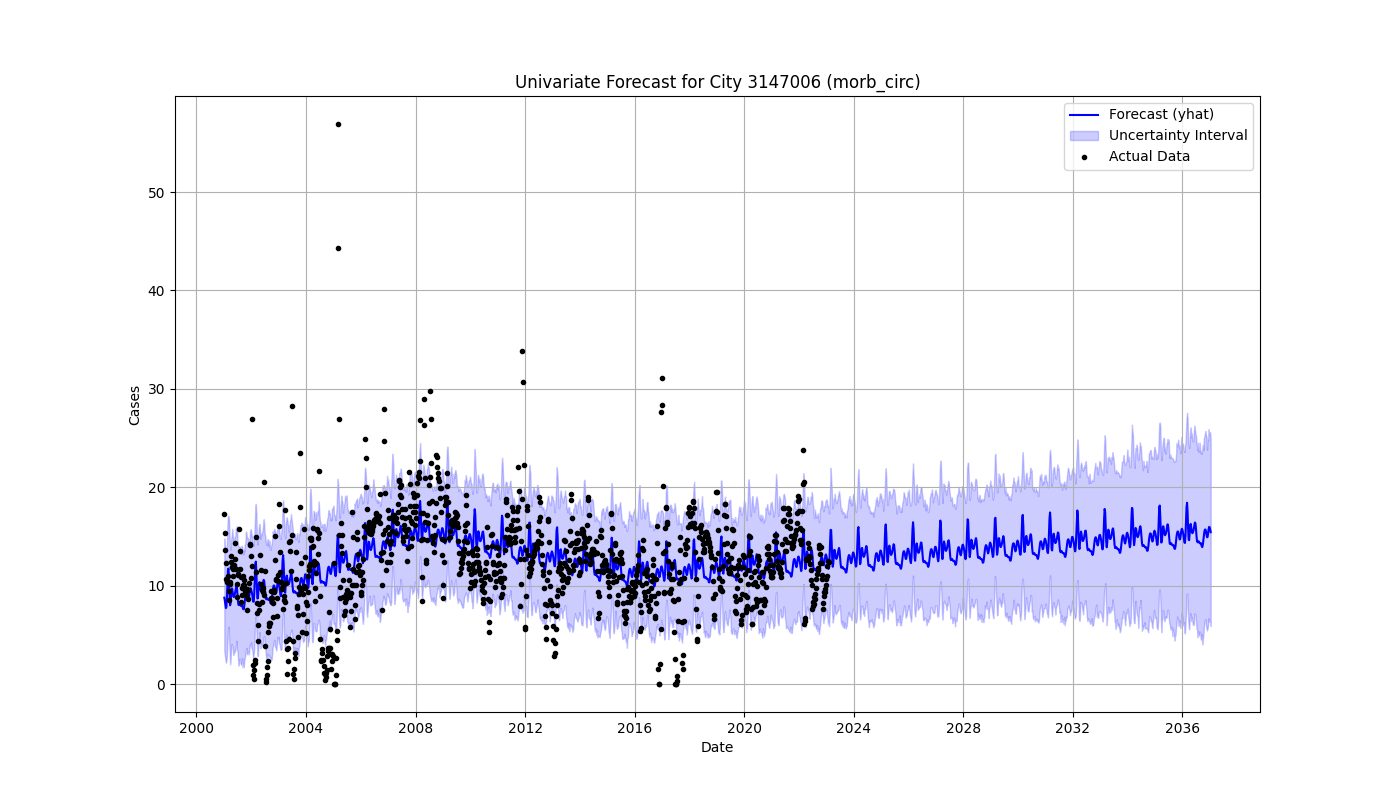 Univariate Forecast for City 3147006 (morb_circ)
Forecast (yhat)
Uncertainty Interval
Actual Data
Cases
50
40
30
20
10
0
2000 2004 2008 2012 2016 2020 2024 2028 2032 2036
Date